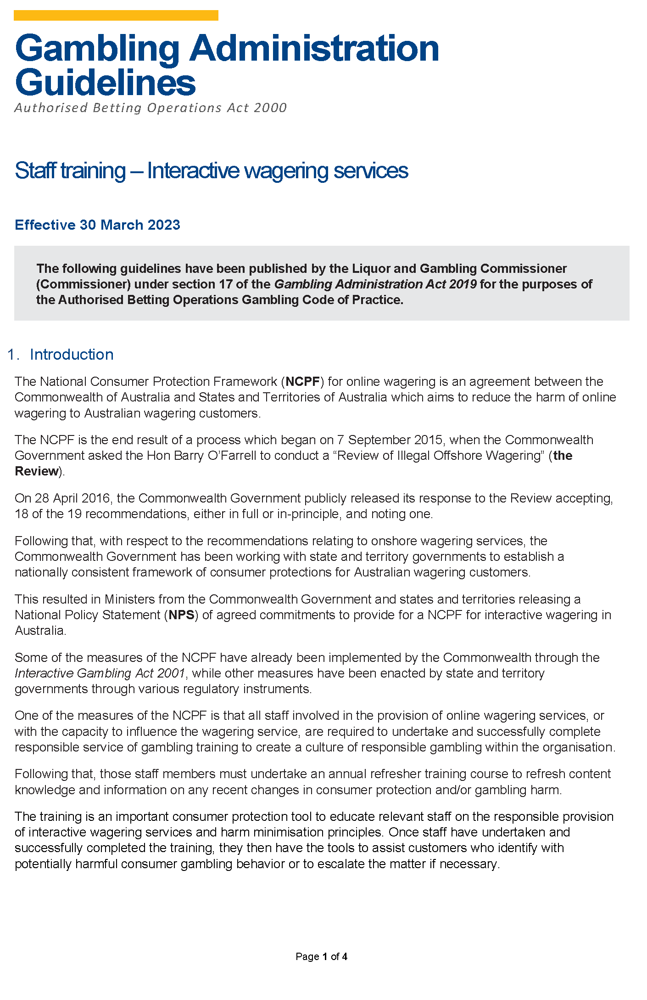 Gambling Administration
Guidelines
Authorised Betting Operations Act 2000
Staff training – Interactive wagering services
Effective 30 March 2023
The following guidelines have been published by the Liquor and Gambling Commissioner
(Commissioner) under section 17 of the Gambling Administration Act 2019 for the purposes of
the Authorised Betting Operations Gambling Code of Practice.
1. Introduction
The National Consumer Protection Framework (NCPF) for online wagering is an agreement between the
Commonwealth of Australia and States and Territories of Australia which aims to reduce the harm of online
wagering to Australian wagering customers.
The NCPF is the end result of a process which began on 7 September 2015, when the Commonwealth
Government asked the Hon Barry O’Farrell to conduct a “Review of Illegal Offshore Wagering” (the
Review).
On 28 April 2016, the Commonwealth Government publicly released its response to the Review accepting,
18 of the 19 recommendations, either in full or in-principle, and noting one.
Following that, with respect to the recommendations relating to onshore wagering services, the
Commonwealth Government has been working with state and territory governments to establish a
nationally consistent framework of consumer protections for Australian wagering customers.
This resulted in Ministers from the Commonwealth Government and states and territories releasing a
National Policy Statement (NPS) of agreed commitments to provide for a NCPF for interactive wagering in
Australia.
Some of the measures of the NCPF have already been implemented by the Commonwealth through the
Interactive Gambling Act 2001, while other measures have been enacted by state and territory
governments through various regulatory instruments.
One of the measures of the NCPF is that all staff involved in the provision of online wagering services, or
with the capacity to influence the wagering service, are required to undertake and successfully complete
responsible service of gambling training to create a culture of responsible gambling within the organisation.
Following that, those staff members must undertake an annual refresher training course to refresh content
knowledge and information on any recent changes in consumer protection and/or gambling harm.
The training is an important consumer protection tool to educate relevant staff on the responsible provision
of interactive wagering services and harm minimisation principles. Once staff have undertaken and
successfully completed the training, they then have the tools to assist customers who identify with
potentially harmful consumer gambling behavior or to escalate the matter if necessary.
Page 1 of 4